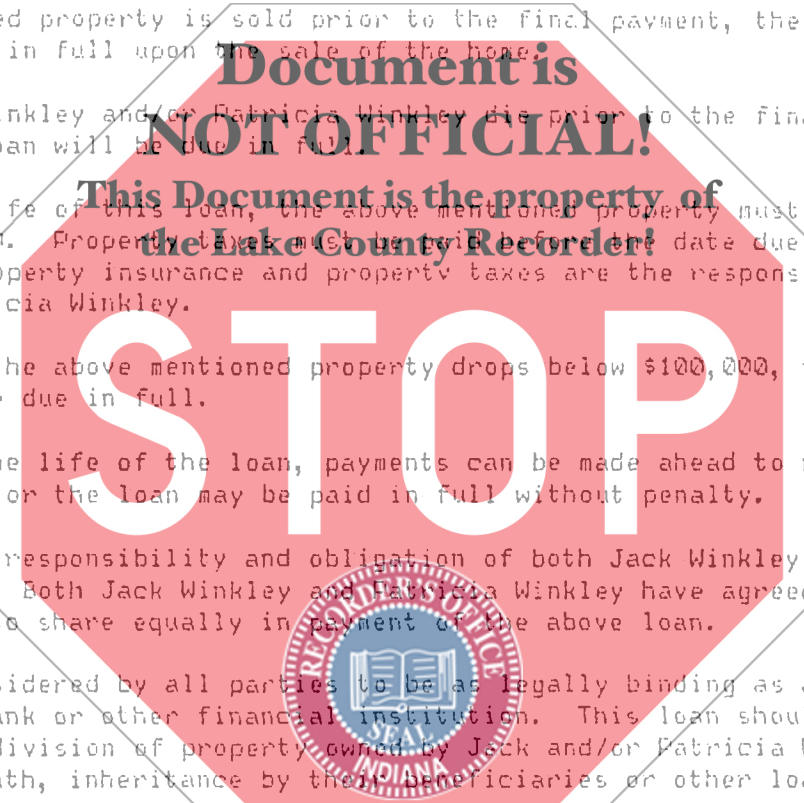 ed property is sold prior to the final payment, the
in full upon the sale of the home.
Document is
nkley and/or Patricia Winkley die prior to the fina
NOT OFFICIAL!
oan will be due in full.
This Document is the property of
fe of this loan, the above mentioned property must
the Lake County Recorder!
. Property taxes must be paid before the date due
operty insurance and property taxes are the respons
cia Winkley.
STOP
he above mentioned property drops below $100,000,
due in full.
e life of the loan, payments can be made ahead to
or the loan may be paid in full without penalty.
responsibility and obligation of both Jack Winkley
Both Jack Winkley and Patricia Winkley have agreed
o share equally in payment of the above loan.
RECORDER'S OFFICE
SEAL
INDIANA
idered by all parties to be as legally binding as
ank or other financial institution. This loan shou
division of property owned by Jack and/or Patricia
ath, inheritance by their beneficiaries or other loa